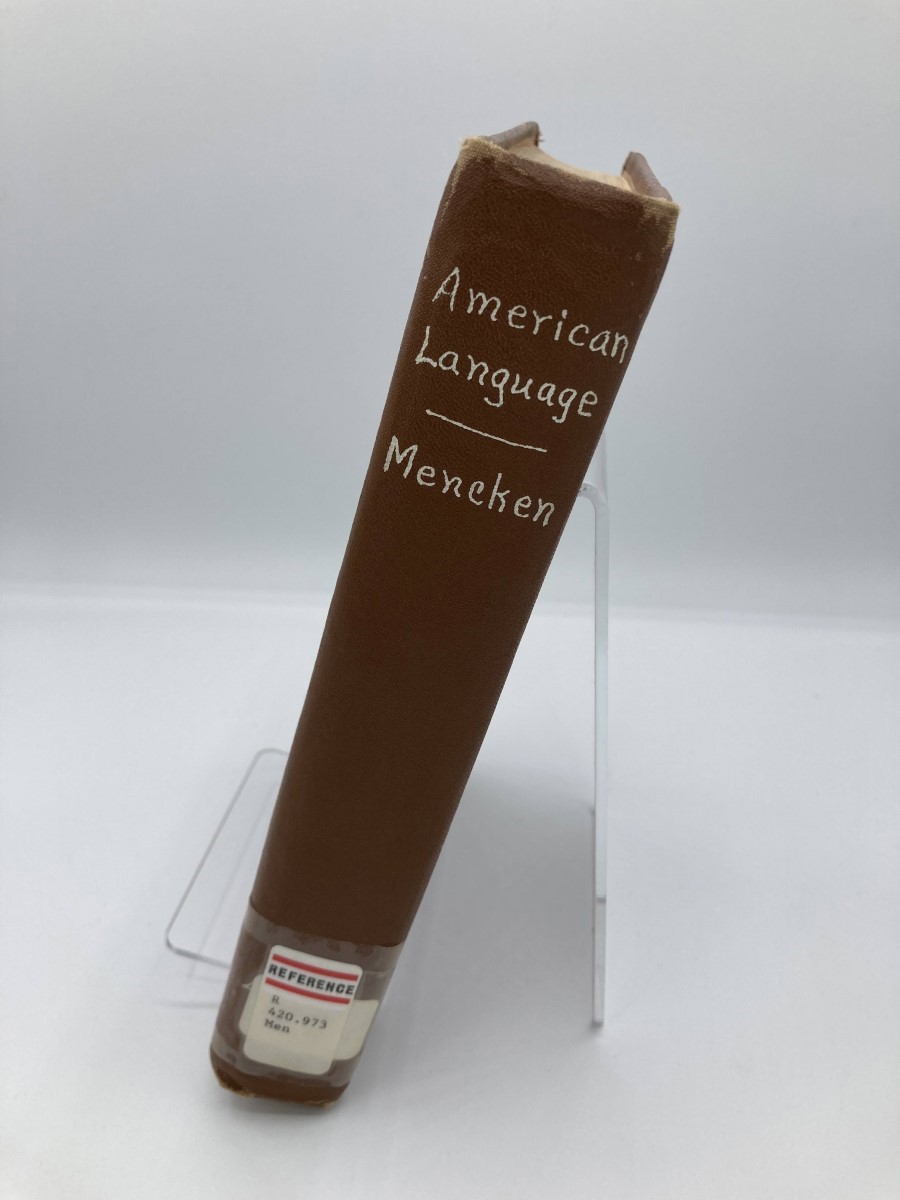 American
Language
Mencken
REFERENCE
R
420.973
Men